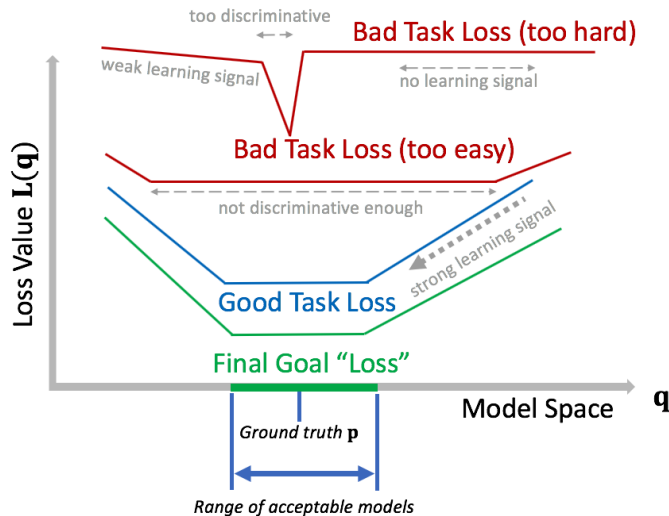 too discriminative
Bad Task Loss (too hard)
weak learning signal
no learning signal
Bad Task Loss (too easy)
not discriminative enough
strong learning signal
Good Task Loss
Loss Value L(q)
Final Goal “Loss”
Model Space
q
Ground truth p
Range of acceptable models